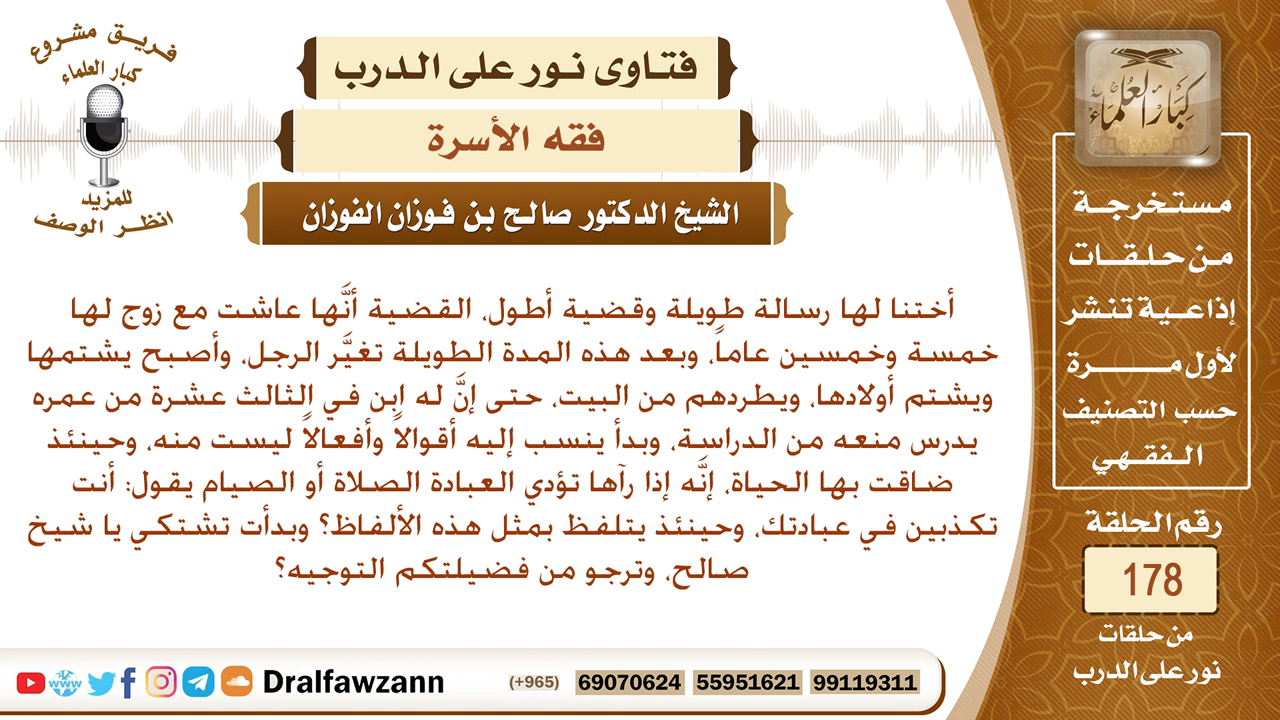 فتاوى نور على الدرب
فقه الأسرة
الشيخ الدكتور صالح بن فوزان الفوزان
فريق مشروع
كبار العلماء
للمزيد
انظر الوصف
أختنا لها رسالة طويلة وقضية أطول، القضية أنَّها عاشت مع زوج لها
خمسة وخمسين عاماً، وبعد هذه المدة الطويلة تغيَّر الرجل، وأصبح يشتمها
ويشتم أولادها، ويطردهم من البيت، حتى إنَّ له ابن في الثالث عشرة من عمره
يدرس منعه من الدراسة، وبدأ ينسب إليه أقوالاً وأفعالاً ليست منه، وحينئذ
ضاقت بها الحياة، إنَّه إذا رآها تؤدي العبادة الصلاة أو الصيام يقول: أنت
تكذبين في عبادتك، وحينئذ يتلفظ بمثل هذه الألفاظ؟ وبدأت تشتكي يا شيخ
صالح، وترجو من فضيلتكم التوجيه؟
كبار العلماء
مستخرجة
من حلقات
إذاعية تنشر
لأول مرة
حسب التصنيف
الفقهي
رقم الحلقة
178
من حلقات
نور على الدرب
www Dralfawzann (+965) 69070624 55951621 99119311